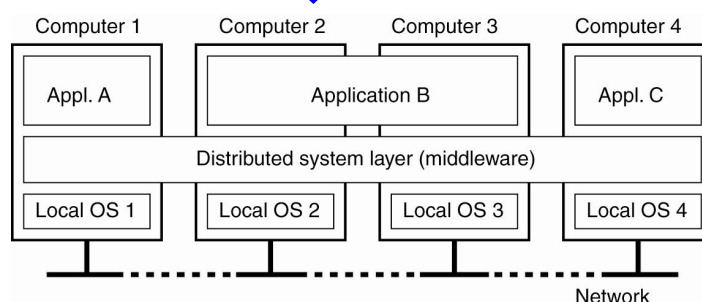 Computer 1
Computer 2
Computer 3
Computer 4
Appl. A
Application B
Appl. C
Distributed system layer (middleware)
Local OS 1
Local OS 2
Local OS 3
Local OS 4
Network